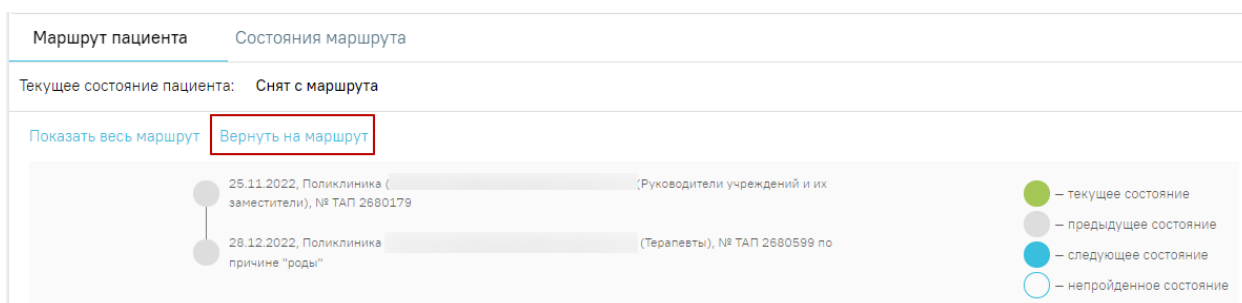 Маршрут пациента Состояния маршрута
Текущее состояние пациента: Снят с маршрута
Показать весь маршрут Вернуть на маршрут
25.11.2022, Поликлиника ( (Руководители учреждений и их
заместители), № ТАП 2680179
28.12.2022, Поликлиника (Терапевты), № ТАП 2680599 по
причине "роды"
– текущее состояние
– предыдущее состояние
– следующее состояние
– непройденное состояние